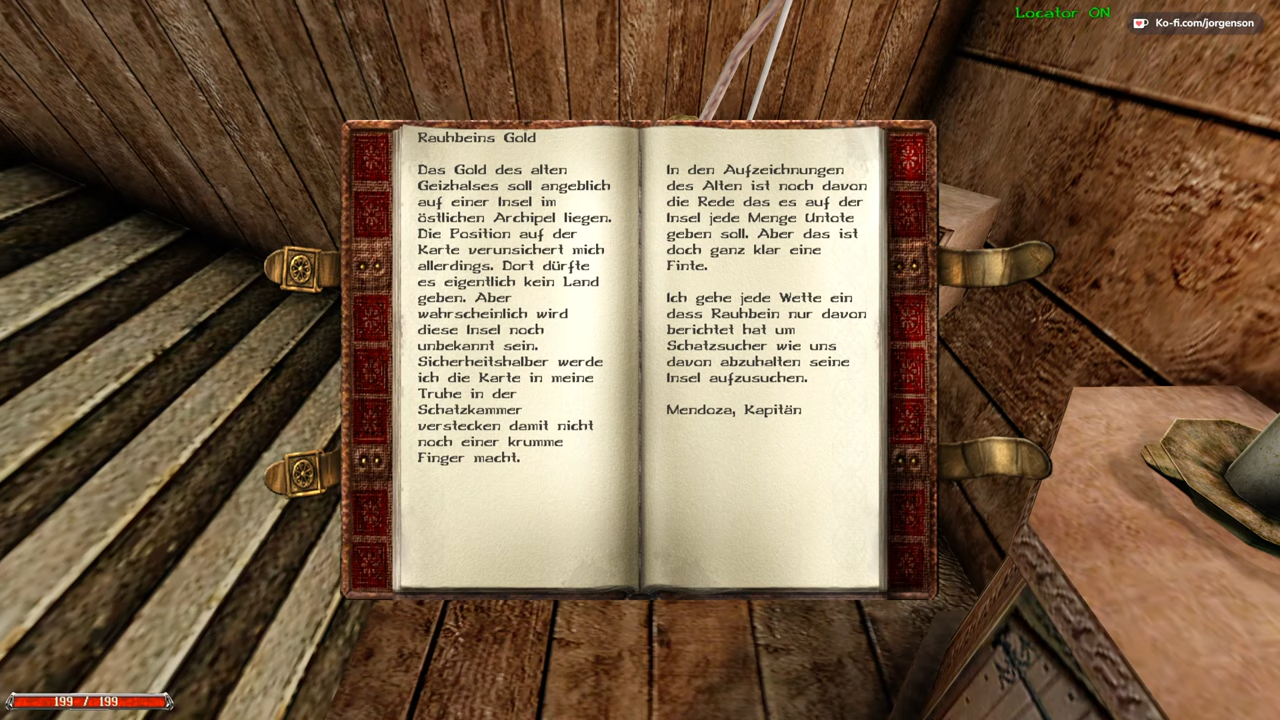 Locator ON
Ko-fi.com/jorgenson
Rauhbeins Gold
Das Gold des alten
Geizhalses soll angeblich
auf einer Insel im
östlichen Archipel liegen.
Die Position auf der
Karte verunsichert mich
allerdings. Dort dürfte
es eigentlich kein Land
geben. Aber
wahrscheinlich wird
diese Insel noch
unbekannt sein.
Sicherheitshalber werde
ich die Karte in meine
Truhe in der
Schatzkammer
verstecken damit nicht
noch einer krumme
Finger macht.
In den Aufzeichnungen
des Alten ist noch davon
die Rede das es auf der
Insel jede Menge Untote
geben soll. Aber das ist
doch ganz klar eine
Finte.
Ich gehe jede Wette ein
dass Rauhbein nur davon
berichtet hat um
Schatzsucher wie uns
davon abzuhalten seine
Insel aufzusuchen.
Mendoza, Kapitän
199 / 199